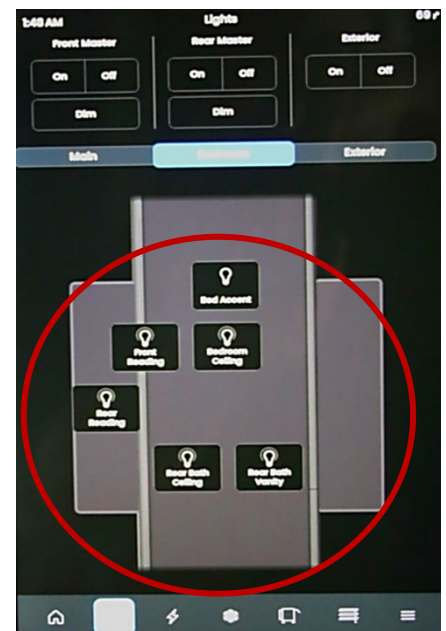 1:48 AM
Lights
69
Front Master
Rear Master
Exterior
On
Off
On
Off
On
Off
Dim
Dim
Main
Bedroom
Exterior
Bed Accent
Front
Reading
Bedroom
Ceiling
Rear
Reading
Rear Bath
Ceiling
Rear Bath
Vanity